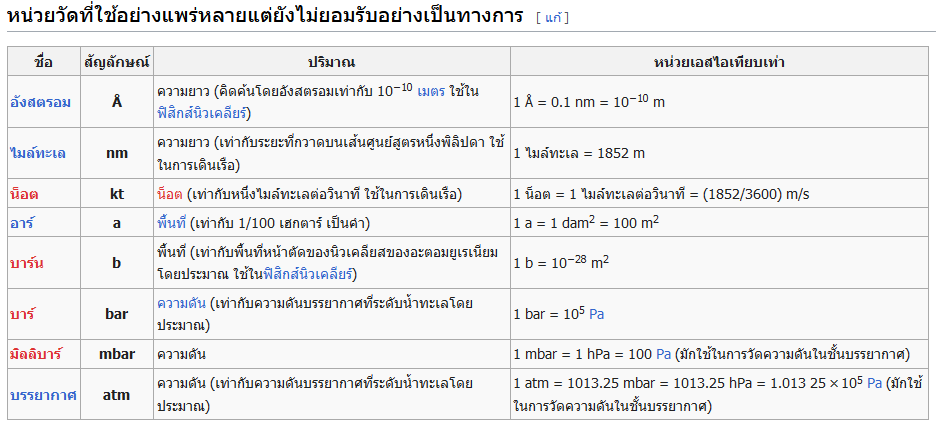 หน่วยวัดที่ใช้อย่างแพร่หลายแต่ยังไม่ยอมรับอย่างเป็นทางการ [ แก้ ]
ชื่อ สัญลักษณ์ ปริมาณ หน่วยเอสไอเทียบเท่า
อังสตรอม Å ความยาว (คิดค้นโดยอังสตรอมเท่ากับ 10⁻¹⁰ เมตร ใช้ใน
ฟิสิกส์นิวเคลียร์) 1 Å = 0.1 nm = 10⁻¹⁰ m
ไมล์ทะเล nm ความยาว (เท่ากับระยะที่กวาดบนเส้นศูนย์สูตรหนึ่งพิลิปดา ใช้
ในการเดินเรือ) 1 ไมล์ทะเล = 1852 m
น็อต kt น็อต (เท่ากับหนึ่งไมล์ทะเลต่อวินาที ใช้ในการเดินเรือ) 1 น็อต = 1 ไมล์ทะเลต่อวินาที = (1852/3600) m/s
อาร์ a พื้นที่ (เท่ากับ 1/100 เฮกตาร์ เป็นค่า) 1 a = 1 dam² = 100 m²
บาร์น b พื้นที่ (เท่ากับพื้นที่หน้าตัดของนิวเคลียสของอะตอมยูเรเนียม
โดยประมาณ ใช้ในฟิสิกส์นิวเคลียร์) 1 b = 10⁻²⁸ m²
บาร์ bar ความดัน (เท่ากับความดันบรรยากาศที่ระดับน้ำทะเลโดย
ประมาณ) 1 bar = 10⁵ Pa
มิลลิบาร์ mbar ความดัน 1 mbar = 1 hPa = 100 Pa (มักใช้ในการวัดความดันในชั้นบรรยากาศ)
บรรยากาศ atm ความดัน (เท่ากับความดันบรรยากาศที่ระดับน้ำทะเลโดย
ประมาณ) 1 atm = 1013.25 mbar = 1013.25 hPa = 1.013 25 × 10⁵ Pa (มักใช้
ในการวัดความดันในชั้นบรรยากาศ)